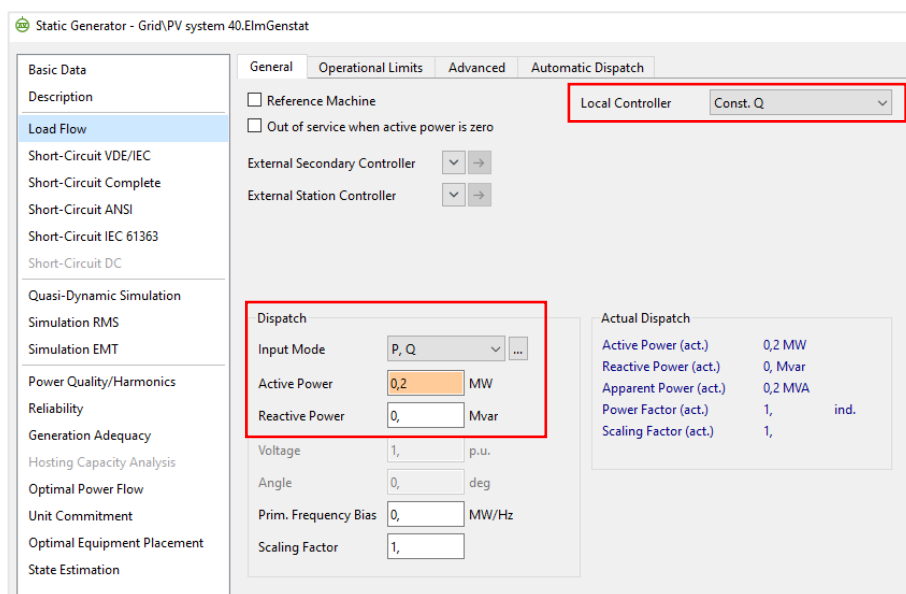 Static Generator - Grid\PV system 40.ElmGenstat
Basic Data
Description
Load Flow
Short-Circuit VDE/IEC
Short-Circuit Complete
Short-Circuit ANSI
Short-Circuit IEC 61363
Short-Circuit DC
Quasi-Dynamic Simulation
Simulation RMS
Simulation EMT
Power Quality/Harmonics
Reliability
Generation Adequacy
Hosting Capacity Analysis
Optimal Power Flow
Unit Commitment
Optimal Equipment Placement
State Estimation
General Operational Limits Advanced Automatic Dispatch
Reference Machine
Out of service when active power is zero
Local Controller Const. Q
External Secondary Controller
External Station Controller
Dispatch
Input Mode P, Q ...
Active Power 0,2 MW
Reactive Power 0, Mvar
Voltage 1, p.u.
Angle 0, deg
Prim. Frequency Bias 0, MW/Hz
Scaling Factor 1,
Actual Dispatch
Active Power (act.) 0,2 MW
Reactive Power (act.) 0, Mvar
Apparent Power (act.) 0,2 MVA
Power Factor (act.) 1, ind.
Scaling Factor (act.) 1,